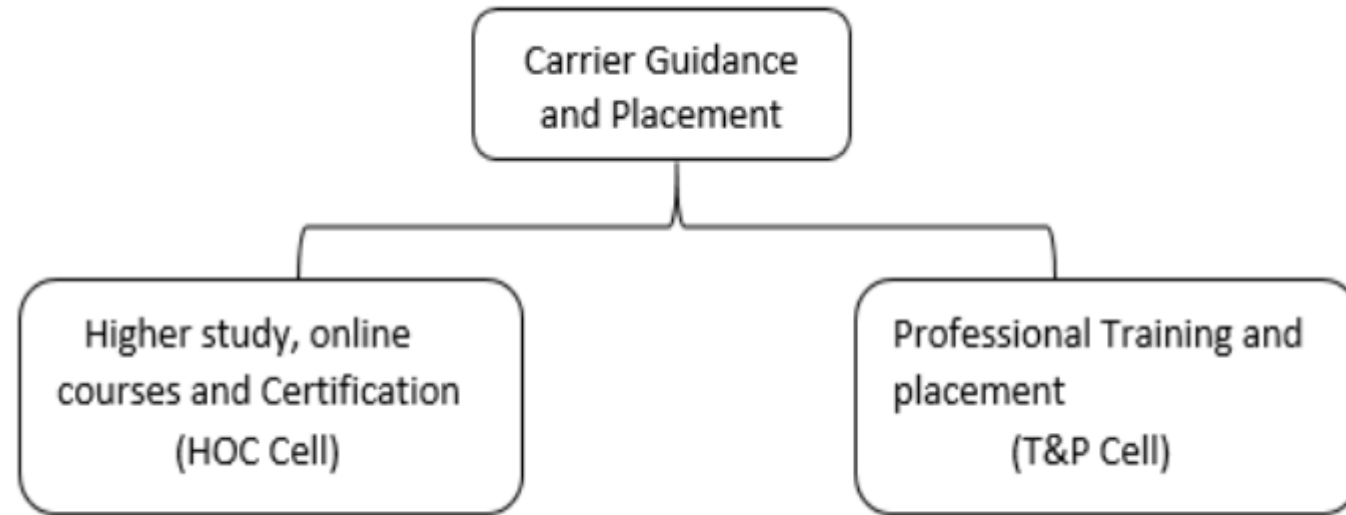 Carrier Guidance
and Placement
Higher study, online
courses and Certification
(HOC Cell)
Professional Training and
placement
(T&P Cell)